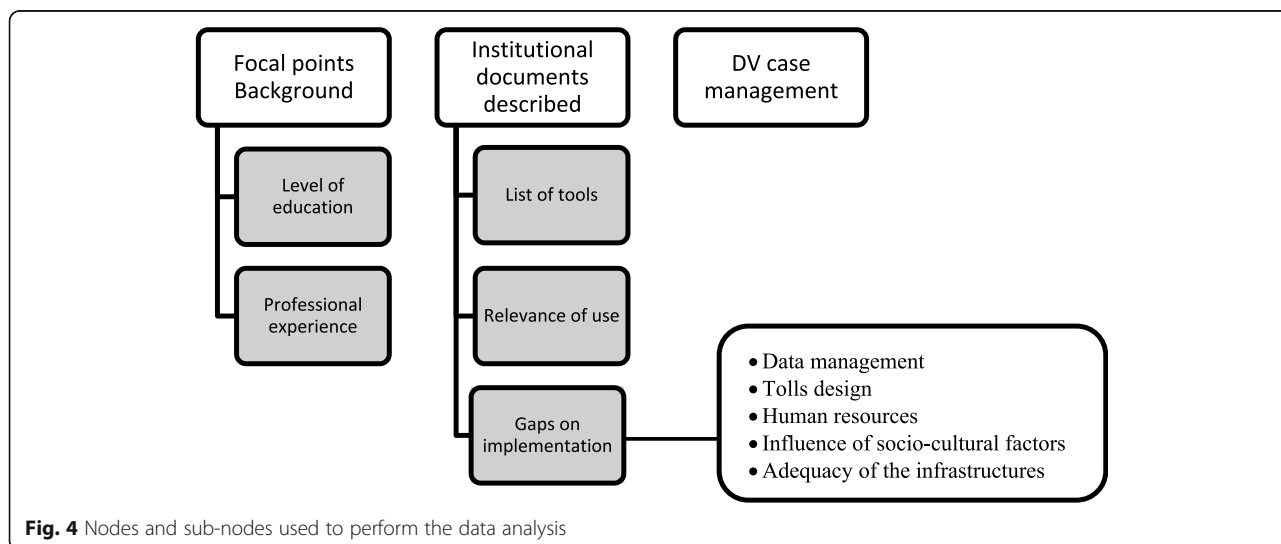 Focal points
Background
Institutional
documents
described
DV case
management
Level of
education
List of tools
Professional
experience
Relevance of use
Gaps on
implementation
• Data management
• Tolls design
• Human resources
• Influence of socio-cultural factors
• Adequacy of the infrastructures
Fig. 4 Nodes and sub-nodes used to perform the data analysis